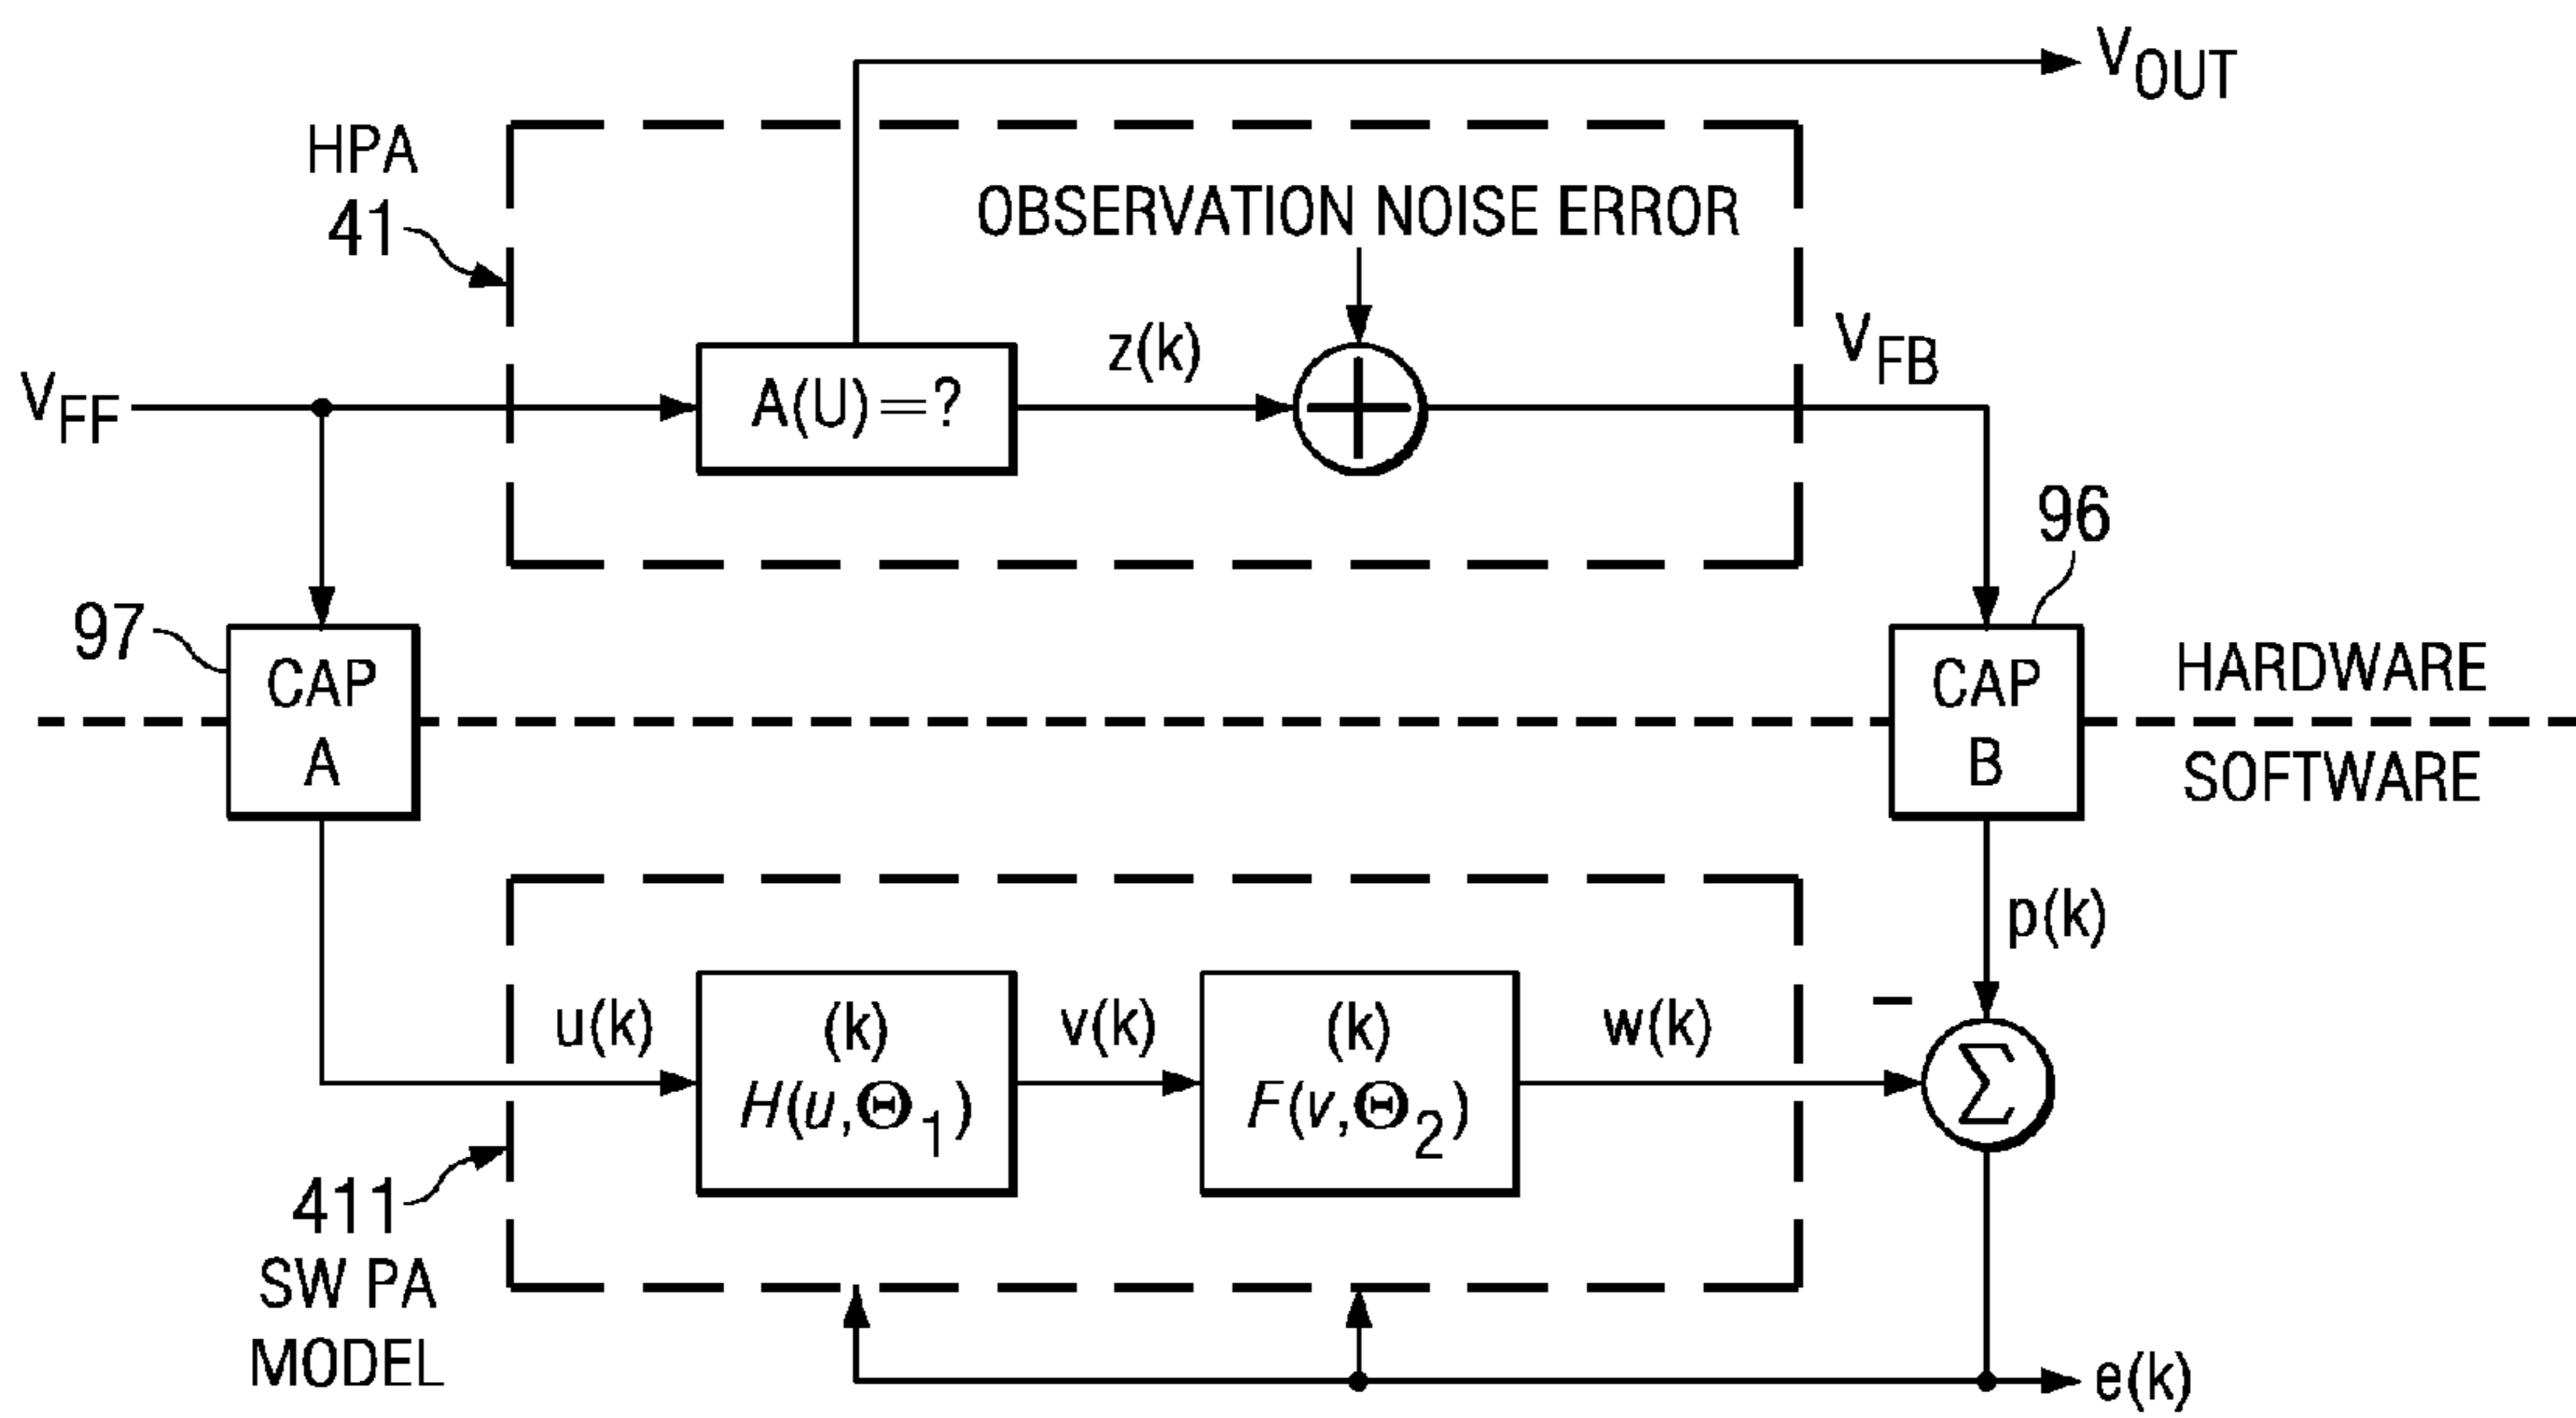 VOUT
HPA
41
OBSERVATION NOISE ERROR
VFF
A(U)=?
z(k)
VFB
96
97
CAP
A
CAP
B
HARDWARE
SOFTWARE
p(k)
u(k)
(k)
H(u,Θ1)
v(k)
(k)
F(v,Θ2)
w(k)
−
Σ
411
SW PA
MODEL
e(k)